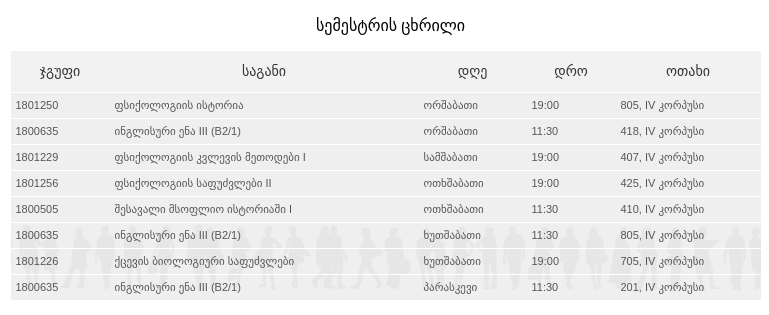 სემესტრის ცხრილი
ჯგუფი საგანი დღე დრო ოთახი
1801250 ფსიქოლოგიის ისტორია ორშაბათი 19:00 805, IV კორპუსი
1800635 ინგლისური ენა III (B2/1) ორშაბათი 11:30 418, IV კორპუსი
1801229 ფსიქოლოგიის კვლევის მეთოდები I სამშაბათი 19:00 407, IV კორპუსი
1801256 ფსიქოლოგიის საფუძვლები II ოთხშაბათი 19:00 425, IV კორპუსი
1800505 შესავალი მსოფლიო ისტორიაში I ოთხშაბათი 11:30 410, IV კორპუსი
1800635 ინგლისური ენა III (B2/1) ხუთშაბათი 11:30 805, IV კორპუსი
1801226 ქცევის ბიოლოგიური საფუძვლები ხუთშაბათი 19:00 705, IV კორპუსი
1800635 ინგლისური ენა III (B2/1) პარასკევი 11:30 201, IV კორპუსი